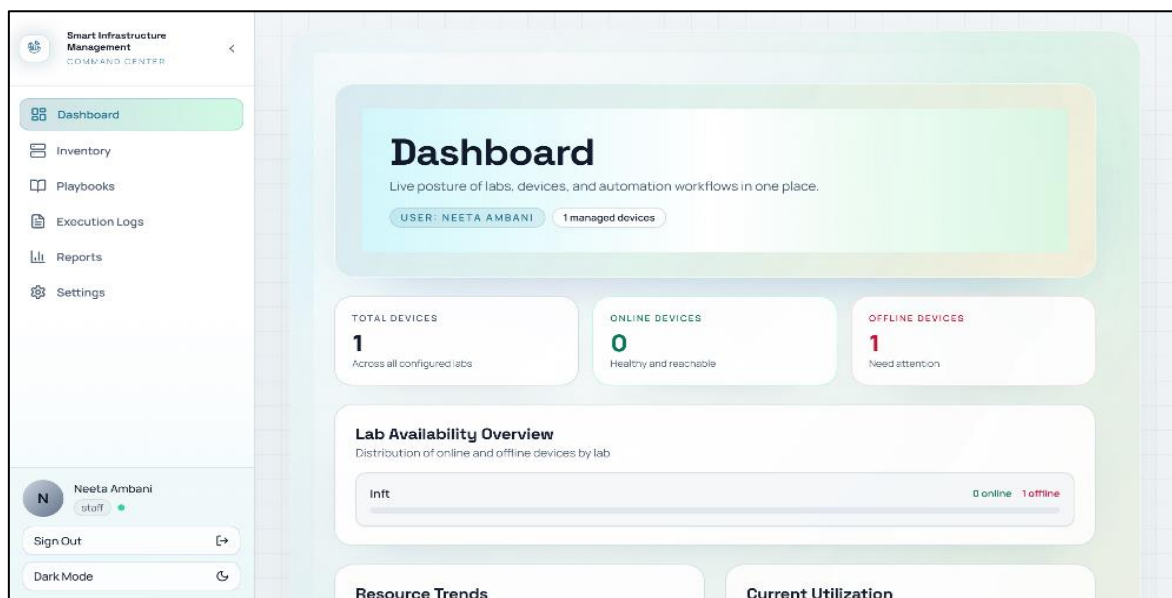 Smart Infrastructure
Management
COMMAND CENTER
Dashboard
Inventory
Playbooks
Execution Logs
Reports
Settings
N
Neeta Ambani
staff
Sign Out
Dark Mode
Dashboard
Live posture of labs, devices, and automation workflows in one place.
USER: NEETA AMBANI 1 managed devices
TOTAL DEVICES
1
Across all configured labs
ONLINE DEVICES
0
Healthy and reachable
OFFLINE DEVICES
1
Need attention
Lab Availability Overview
Distribution of online and offline devices by lab
Inft 0 online 1 offline
Resource Trends
Current Utilization